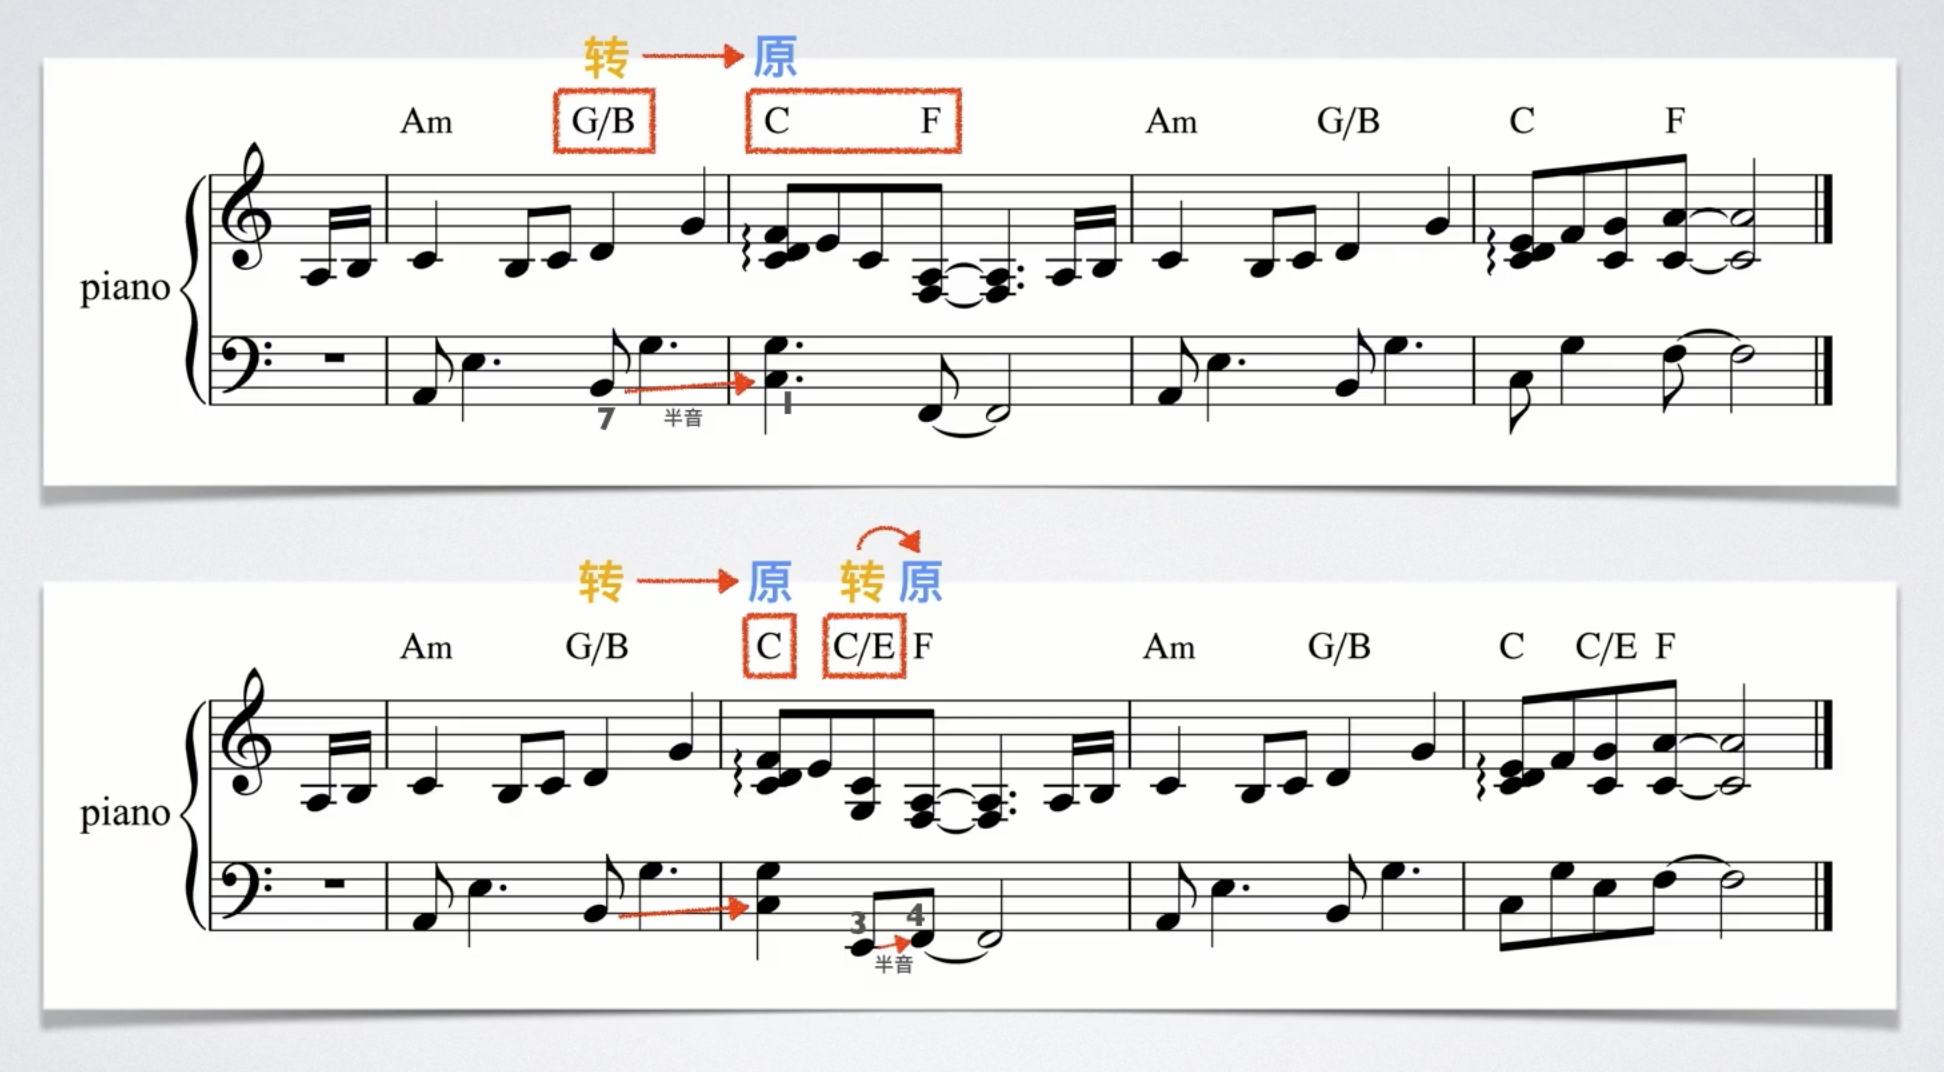 转 原
Am G/B C F Am G/B C F
piano
7 半音 1
转 原 转 原
Am G/B C C/E F Am G/B C C/E F
piano
3 4
半音